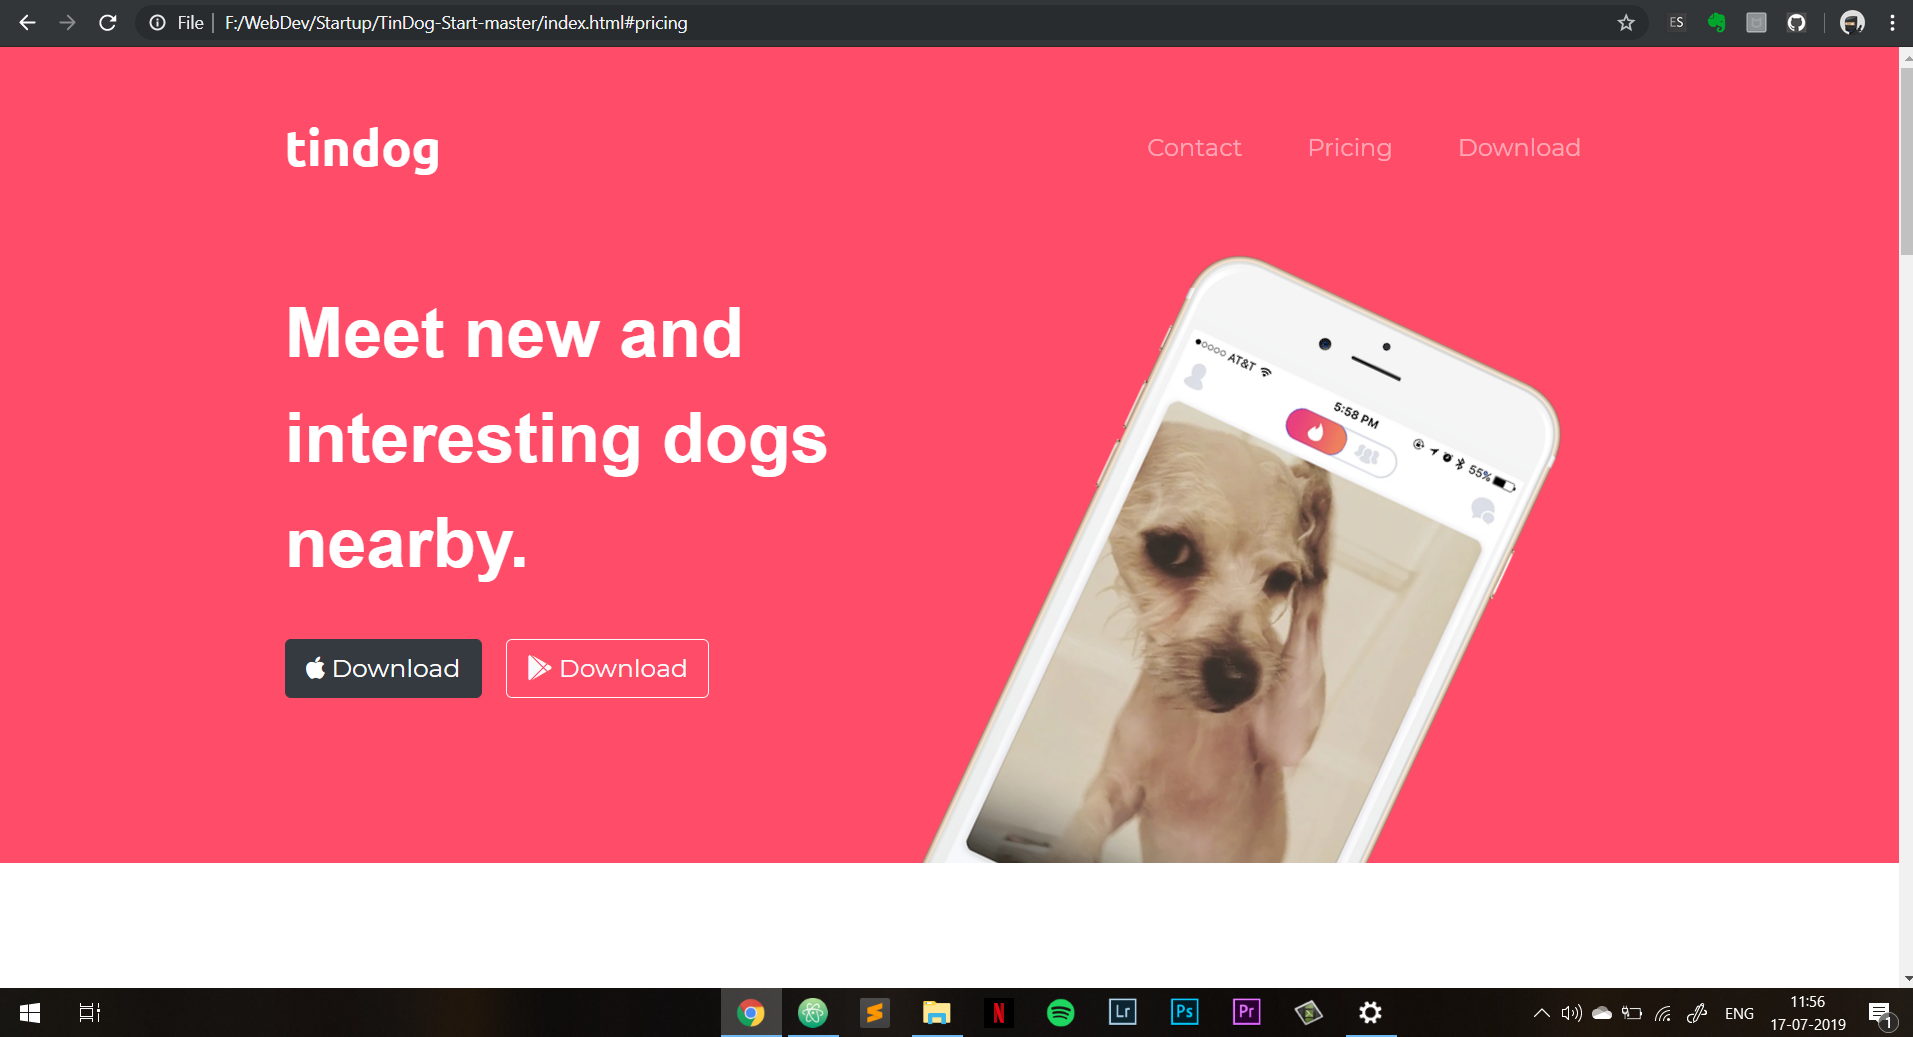 File | F:/WebDev/Startup/TinDog-Start-master/index.html#pricing
ES
tindog
Contact
Pricing
Download
Meet new and
interesting dogs
nearby.
Download
Download
AT&T
5:58 PM
55%
N
Lr
Ps
Pr
ENG
11:56
17-07-2019
1